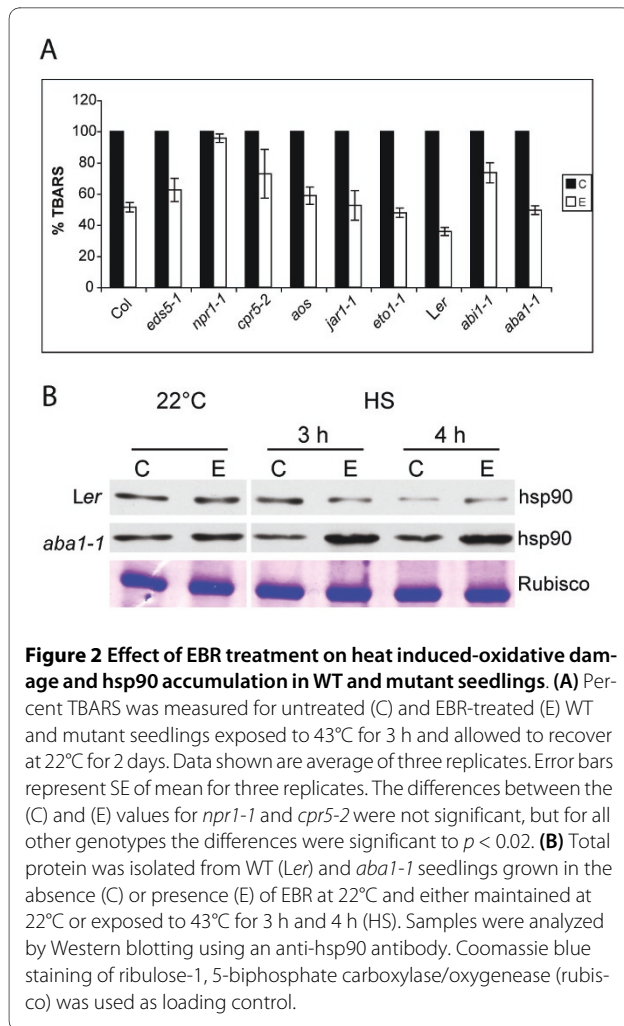 A
120
100
80
60
40
20
0
% TBARS
C
E
Col
eds5-1
npr1-1
cpr5-2
aos
jar1-1
eto1-1
Ler
abi1-1
aba1-1
B
22°C HS
3 h 4 h
C E C E C E
Ler hsp90
aba1-1 hsp90
Rubisco
Figure 2 Effect of EBR treatment on heat induced-oxidative dam-
age and hsp90 accumulation in WT and mutant seedlings. (A) Per-
cent TBARS was measured for untreated (C) and EBR-treated (E) WT
and mutant seedlings exposed to 43°C for 3 h and allowed to recover
at 22°C for 2 days. Data shown are average of three replicates. Error bars
represent SE of mean for three replicates. The differences between the
(C) and (E) values for npr1-1 and cpr5-2 were not significant, but for all
other genotypes the differences were significant to p < 0.02. (B) Total
protein was isolated from WT (Ler) and aba1-1 seedlings grown in the
absence (C) or presence (E) of EBR at 22°C and either maintained at
22°C or exposed to 43°C for 3 h and 4 h (HS). Samples were analyzed
by Western blotting using an anti-hsp90 antibody. Coomassie blue
staining of ribulose-1, 5-biphosphate carboxylase/oxygenease (rubis-
co) was used as loading control.